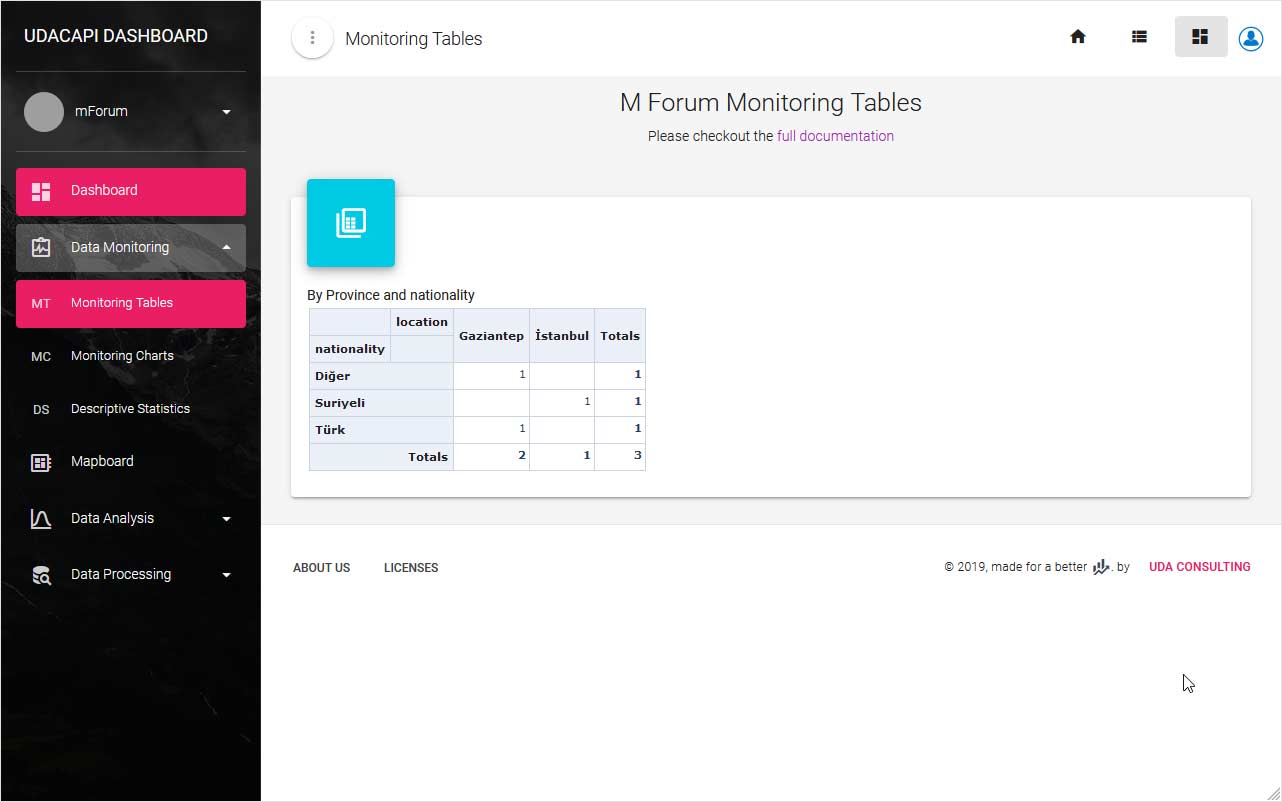 UDACAPI DASHBOARD
mForum
Dashboard
Data Monitoring
MT Monitoring Tables
MC Monitoring Charts
DS Descriptive Statistics
Mapboard
Data Analysis
Data Processing
Monitoring Tables
M Forum Monitoring Tables
Please checkout the full documentation
By Province and nationality
location Gaziantep İstanbul Totals
nationality
Diğer 1 1
Suriyeli 1 1
Türk 1 1
Totals 2 1 3
ABOUT US LICENSES © 2019, made for a better . by UDA CONSULTING